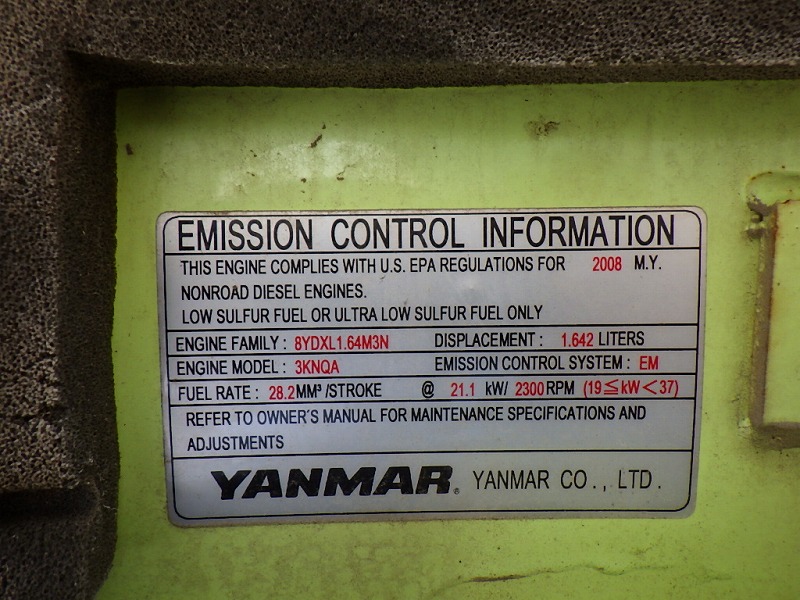 EMISSION CONTROL INFORMATION
THIS ENGINE COMPLIES WITH U.S. EPA REGULATIONS FOR 2008 M.Y.
NONROAD DIESEL ENGINES.
LOW SULFUR FUEL OR ULTRA LOW SULFUR FUEL ONLY
ENGINE FAMILY : 8YDXL1.64M3N DISPLACEMENT : 1.642 LITERS
ENGINE MODEL : 3KNQA EMISSION CONTROL SYSTEM : EM
FUEL RATE : 28.2 MM³/STROKE @ 21.1 kW/ 2300 RPM (19≦kW<37)
REFER TO OWNER'S MANUAL FOR MAINTENANCE SPECIFICATIONS AND
ADJUSTMENTS
YANMAR® YANMAR CO., LTD.